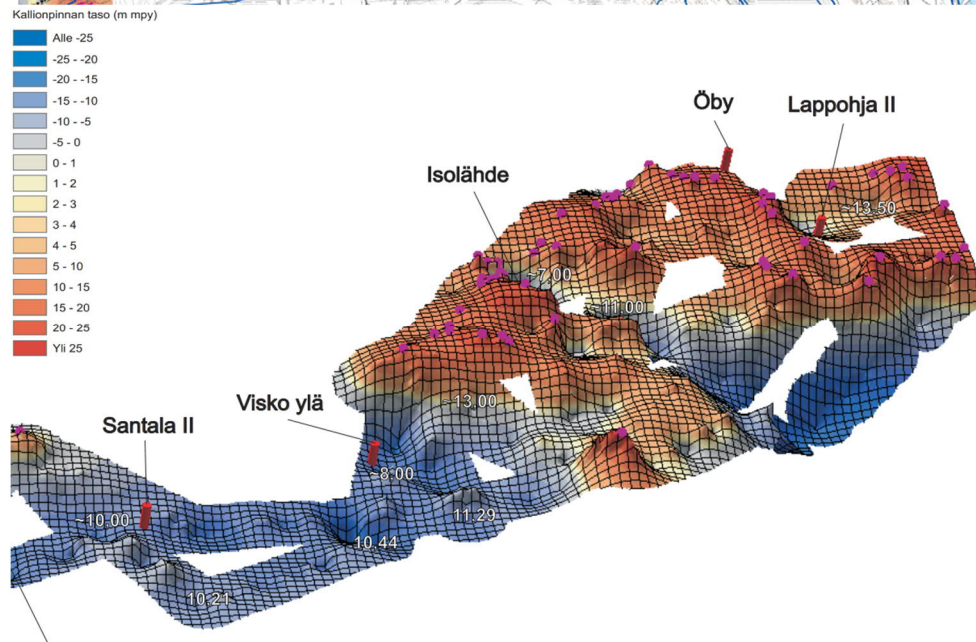 Kallionpinnan taso (m mpy)
Alle -25
-25 - -20
-20 - -15
-15 - -10
-10 - -5
-5 - 0
0 - 1
1 - 2
2 - 3
3 - 4
4 - 5
5 - 10
10 - 15
15 - 20
20 - 25
Yli 25
Öby
Lappohja II
Isolähde
~13,50
~7,00
~11,00
~13,00
Visko ylä
Santala II
~8,00
~10,00
11,29
10,44
10,21